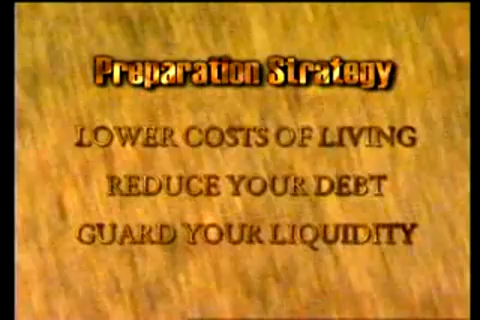 Preparation Strategy
LOWER COSTS OF LIVING
REDUCE YOUR DEBT
GUARD YOUR LIQUIDITY